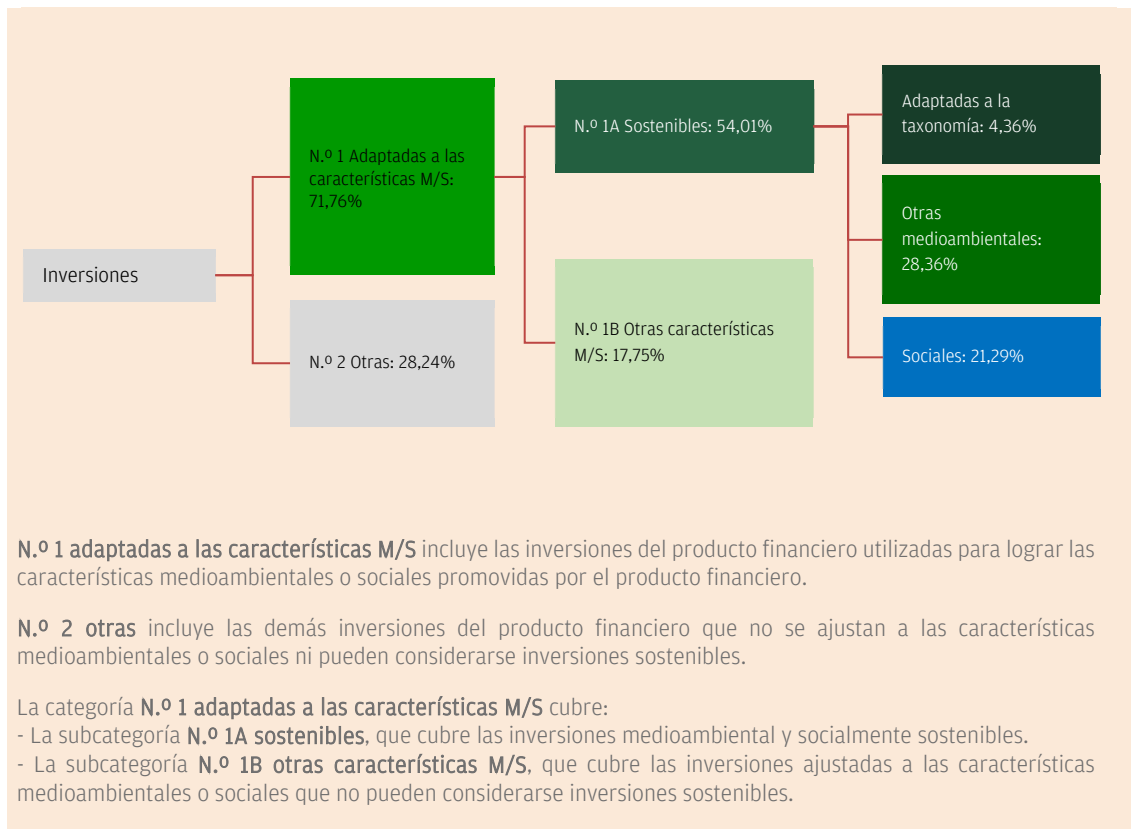 Inversiones
N.º 1 Adaptadas a las
características M/S:
71,76%
N.º 2 Otras: 28,24%
N.º 1A Sostenibles: 54,01%
N.º 1B Otras características
M/S: 17,75%
Adaptadas a la
taxonomía: 4,36%
Otras
medioambientales:
28,36%
Sociales: 21,29%
N.º 1 adaptadas a las características M/S incluye las inversiones del producto financiero utilizadas para lograr las
características medioambientales o sociales promovidas por el producto financiero.
N.º 2 otras incluye las demás inversiones del producto financiero que no se ajustan a las características
medioambientales o sociales ni pueden considerarse inversiones sostenibles.
La categoría N.º 1 adaptadas a las características M/S cubre:
- La subcategoría N.º 1A sostenibles, que cubre las inversiones medioambiental y socialmente sostenibles.
- La subcategoría N.º 1B otras características M/S, que cubre las inversiones ajustadas a las características
medioambientales o sociales que no pueden considerarse inversiones sostenibles.